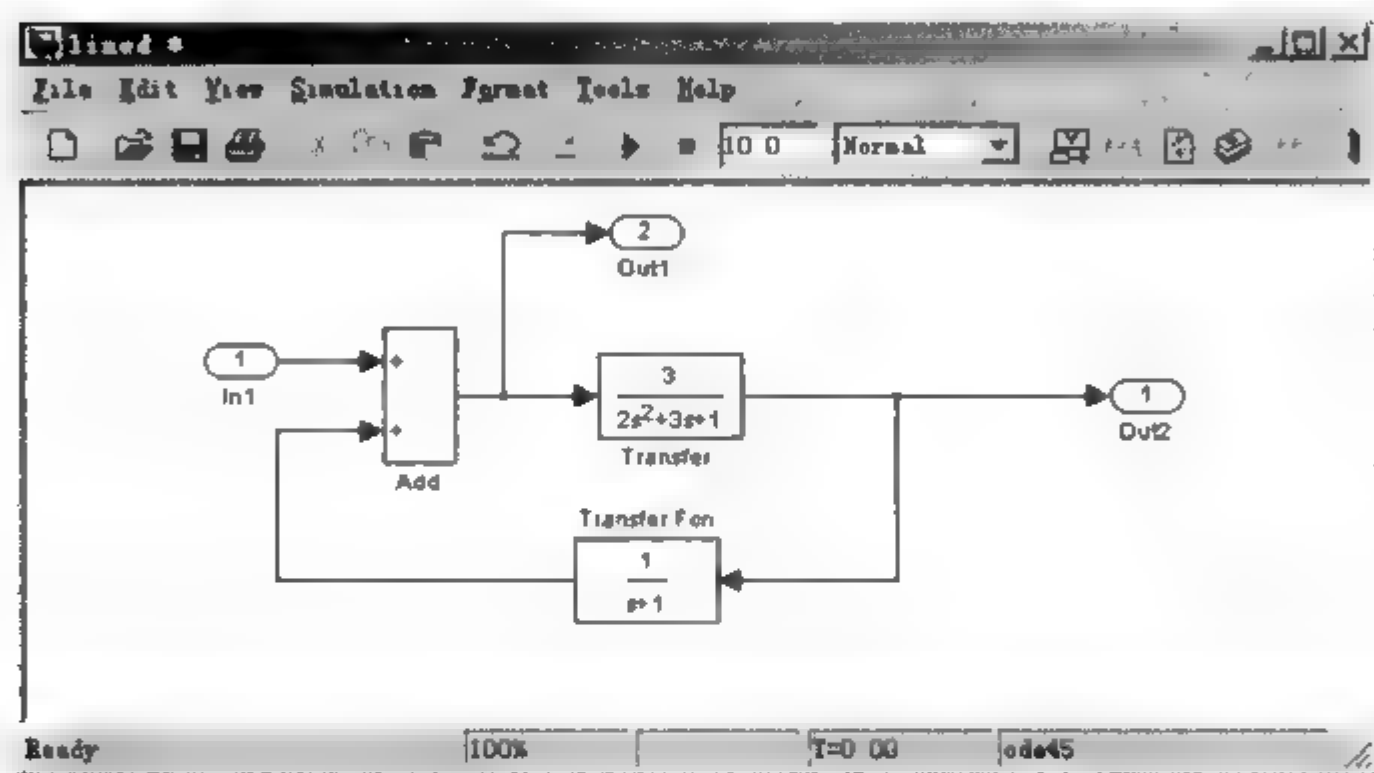 lined *
File Edit View Simulation Format Tools Help
10 0 Normal
2
Out1
1
In1
+
+
Add
3
2s²+3s+1
Transfer
1
Out2
Transfer Fcn
1
s+1
Ready 100% T=0 00 ode45